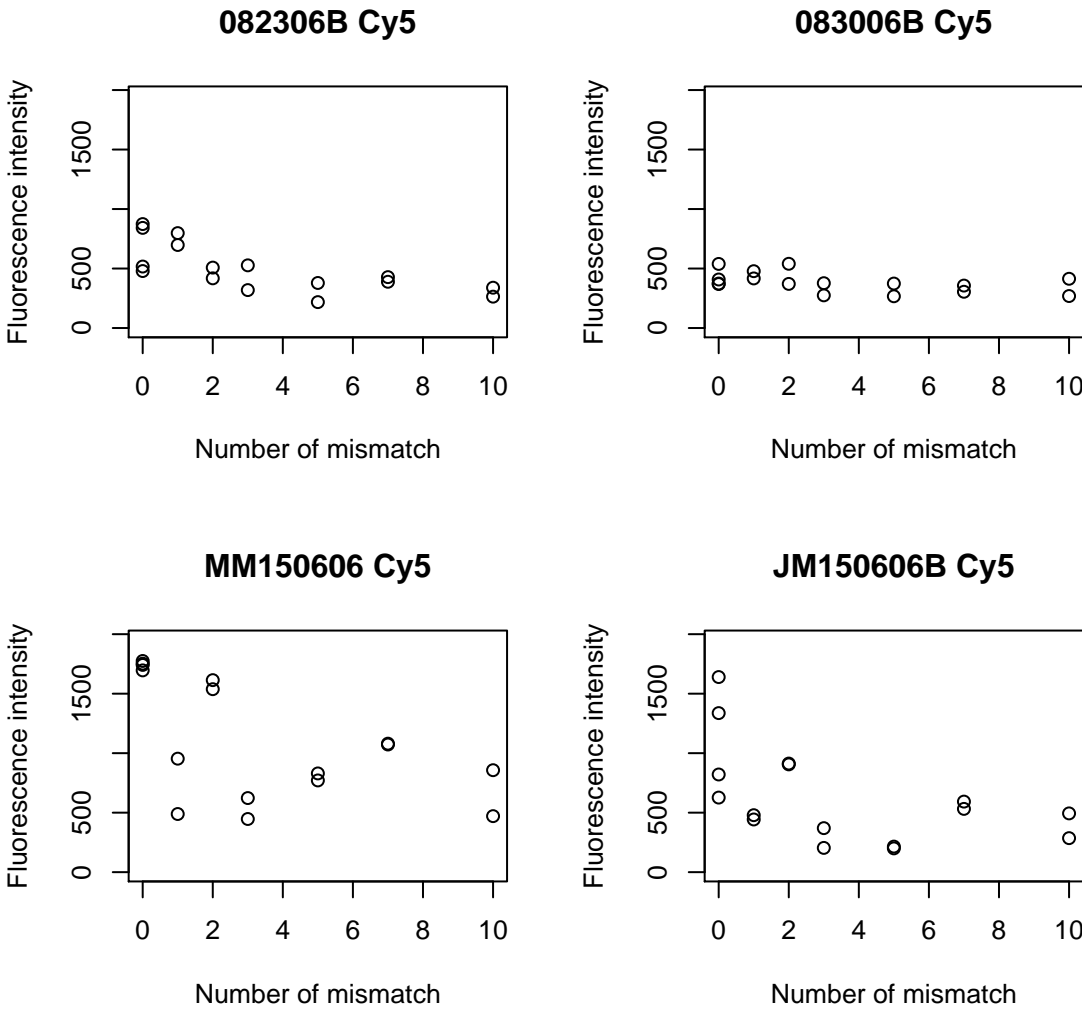 082306B Cy5
Fluorescence intensity
0 500 1500
0 2 4 6 8 10
Number of mismatch
083006B Cy5
Fluorescence intensity
0 500 1500
0 2 4 6 8 10
Number of mismatch
MM150606 Cy5
Fluorescence intensity
0 500 1500
0 2 4 6 8 10
Number of mismatch
JM150606B Cy5
Fluorescence intensity
0 500 1500
0 2 4 6 8 10
Number of mismatch